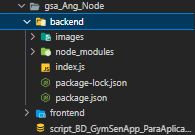 gsa_Ang_Node
backend
images
node_modules
index.js
package-lock.json
package.json
frontend
script_BD_GymSenApp_ParaAplica...